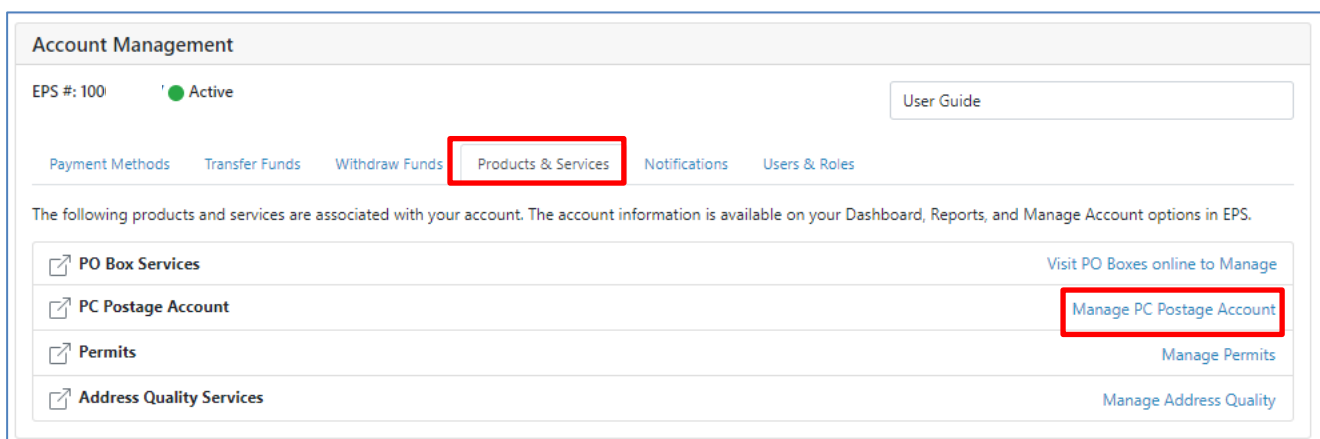 Account Management
EPS #: 100 Active
User Guide
Payment Methods Transfer Funds Withdraw Funds Products & Services Notifications Users & Roles
The following products and services are associated with your account. The account information is available on your Dashboard, Reports, and Manage Account options in EPS.
PO Box Services Visit PO Boxes online to Manage
PC Postage Account Manage PC Postage Account
Permits Manage Permits
Address Quality Services Manage Address Quality